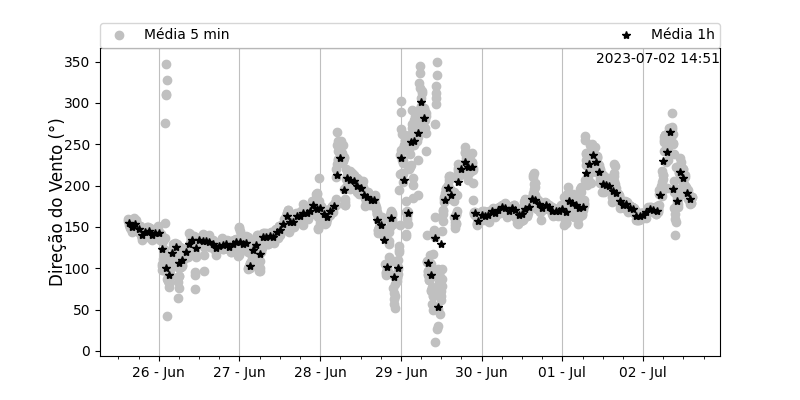 Média 5 min
Média 1h
2023-07-02 14:51
Direção do Vento (°)
350
300
250
200
150
100
50
0
26 - Jun
27 - Jun
28 - Jun
29 - Jun
30 - Jun
01 - Jul
02 - Jul